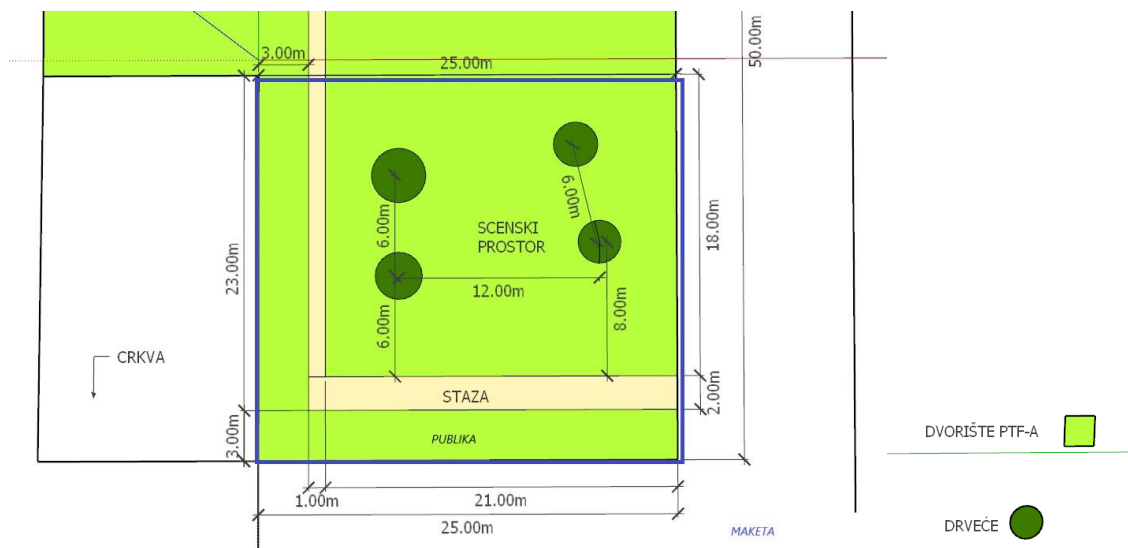 3.00m
25.00m
50.00m
6.00m
6.00m
SCENSKI
PROSTOR
18.00m
23.00m
12.00m
6.00m
8.00m
CRKVA
STAZA
2.00m
3.00m
PUBLIKA
DVORIŠTE PTF-A
1.00m
21.00m
25.00m
MAKETA
DRVEĆE